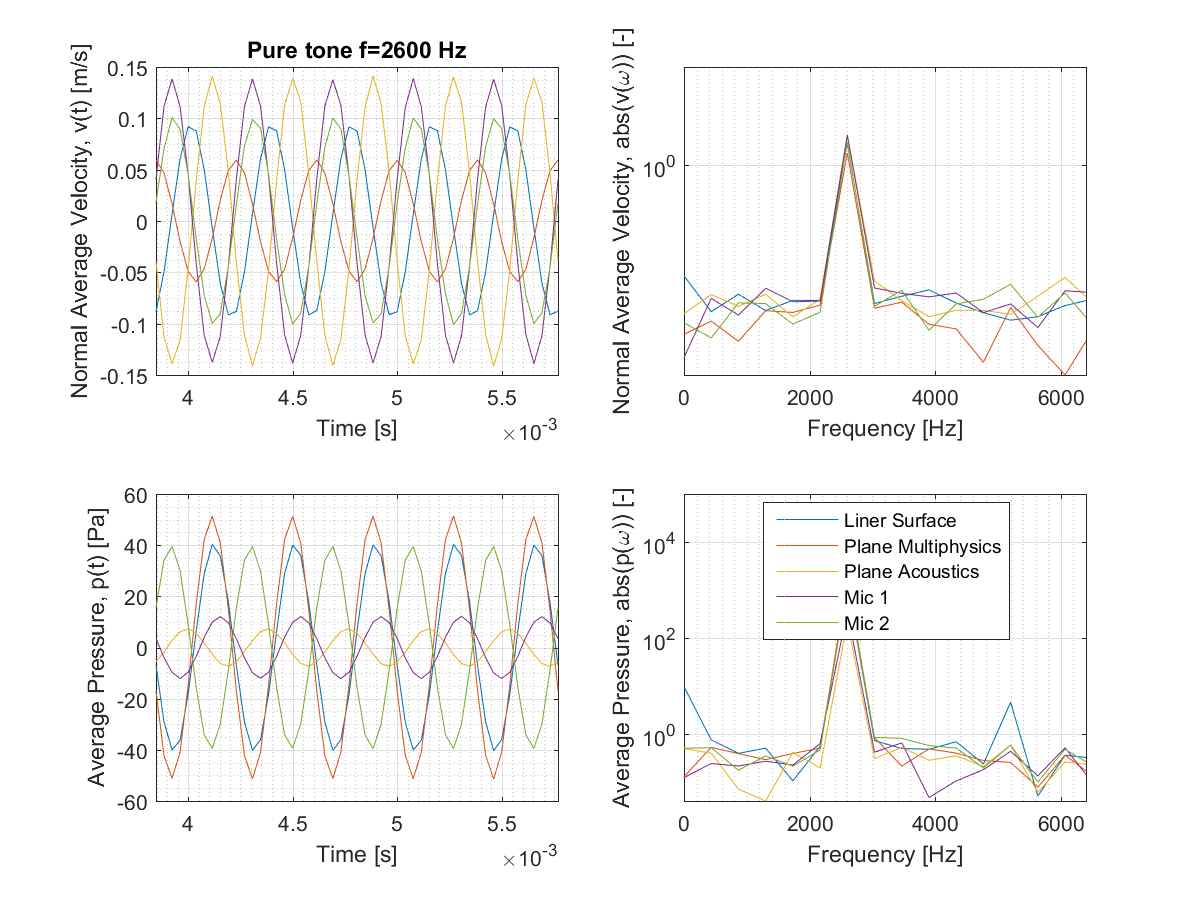 Pure tone f=2600 Hz
Normal Average Velocity, v(t) [m/s]
0.15
0.1
0.05
0
-0.05
-0.1
-0.15
4
4.5
5
5.5
×10⁻³
Time [s]
Normal Average Velocity, abs(v(ω)) [-]
10⁰
0
2000
4000
6000
Frequency [Hz]
Average Pressure, p(t) [Pa]
60
40
20
0
-20
-40
-60
4
4.5
5
5.5
×10⁻³
Time [s]
Average Pressure, abs(p(ω)) [-]
10⁴
10²
10⁰
Liner Surface
Plane Multiphysics
Plane Acoustics
Mic 1
Mic 2
0
2000
4000
6000
Frequency [Hz]